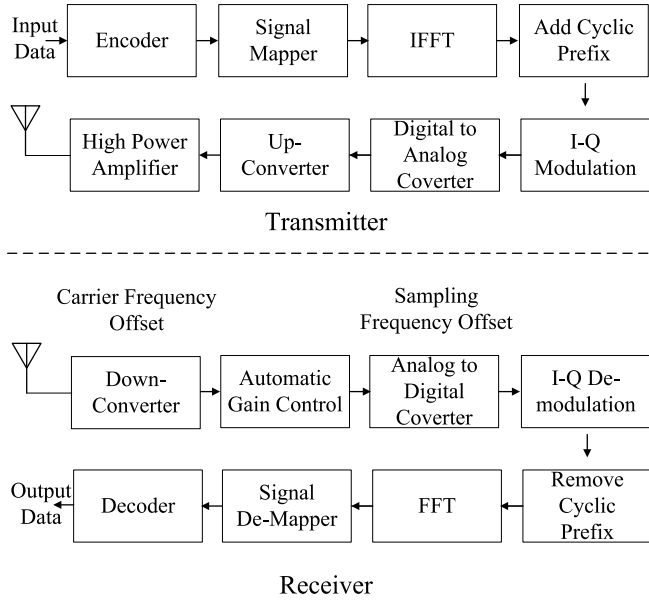 Input
Data
Encoder
Signal
Mapper
IFFT
Add Cyclic
Prefix
High Power
Amplifier
Up-
Converter
Digital to
Analog
Coverter
I-Q
Modulation
Transmitter
Carrier Frequency
Offset
Sampling
Frequency Offset
Down-
Converter
Automatic
Gain Control
Analog to
Digital
Coverter
I-Q De-
modulation
Output
Data
Decoder
Signal
De-Mapper
FFT
Remove
Cyclic
Prefix
Receiver